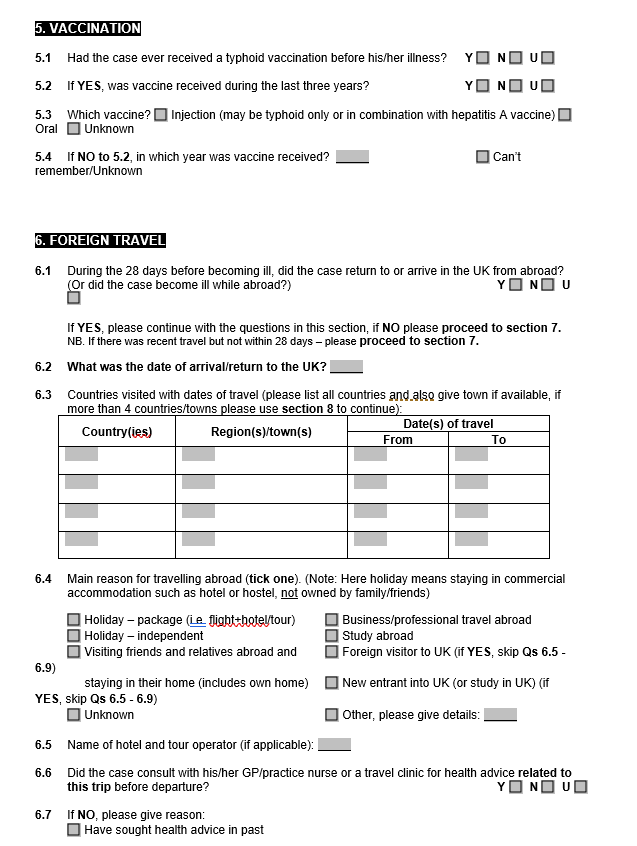 5. VACCINATION
5.1 Had the case ever received a typhoid vaccination before his/her illness? Y N U
5.2 If YES, was vaccine received during the last three years? Y N U
5.3 Which vaccine? Injection (may be typhoid only or in combination with hepatitis A vaccine)
Oral Unknown
5.4 If NO to 5.2, in which year was vaccine received? Can't
remember/Unknown
6. FOREIGN TRAVEL
6.1 During the 28 days before becoming ill, did the case return to or arrive in the UK from abroad?
(Or did the case become ill while abroad?) Y N U
If YES, please continue with the questions in this section, if NO please proceed to section 7.
NB. If there was recent travel but not within 28 days – please proceed to section 7.
6.2 What was the date of arrival/return to the UK?
6.3 Countries visited with dates of travel (please list all countries and also give town if available, if
more than 4 countries/towns please use section 8 to continue):
Country(ies) Region(s)/town(s) Date(s) of travel
From To
6.4 Main reason for travelling abroad (tick one). (Note: Here holiday means staying in commercial
accommodation such as hotel or hostel, not owned by family/friends)
Holiday – package (i.e. flight+hotel/tour) Business/professional travel abroad
Holiday – independent Study abroad
Visiting friends and relatives abroad and Foreign visitor to UK (if YES, skip Qs 6.5 -
6.9)
staying in their home (includes own home) New entrant into UK (or study in UK) (if
YES, skip Qs 6.5 - 6.9)
Unknown Other, please give details:
6.5 Name of hotel and tour operator (if applicable):
6.6 Did the case consult with his/her GP/practice nurse or a travel clinic for health advice related to
this trip before departure? Y N U
6.7 If NO, please give reason:
Have sought health advice in past